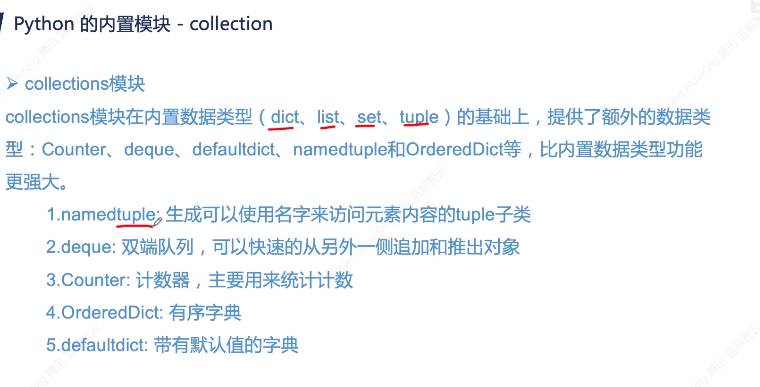 Python 的内置模块 - collection
➢ collections模块
collections模块在内置数据类型（dict、list、set、tuple）的基础上，提供了额外的数据类
型：Counter、deque、defaultdict、namedtuple和OrderedDict等，比内置数据类型功能
更强大。
1.namedtuple: 生成可以使用名字来访问元素内容的tuple子类
2.deque: 双端队列，可以快速的从另外一侧追加和推出对象
3.Counter: 计数器，主要用来统计计数
4.OrderedDict: 有序字典
5.defaultdict: 带有默认值的字典